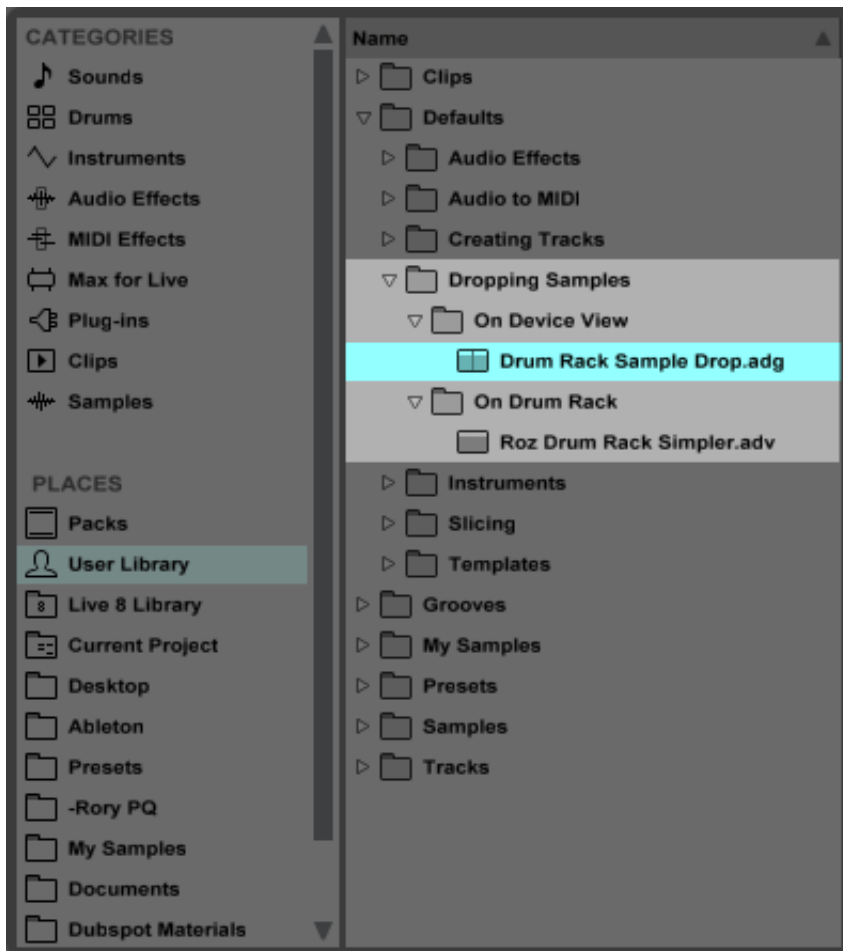 CATEGORIES
Sounds
Drums
Instruments
Audio Effects
MIDI Effects
Max for Live
Plug-ins
Clips
Samples
PLACES
Packs
User Library
8
Live 8 Library
Current Project
Desktop
Ableton
Presets
-Rory PQ
My Samples
Documents
Dubspot Materials
Name
Clips
Defaults
Audio Effects
Audio to MIDI
Creating Tracks
Dropping Samples
On Device View
Drum Rack Sample Drop.adg
On Drum Rack
Roz Drum Rack Simpler.adv
Instruments
Slicing
Templates
Grooves
My Samples
Presets
Samples
Tracks